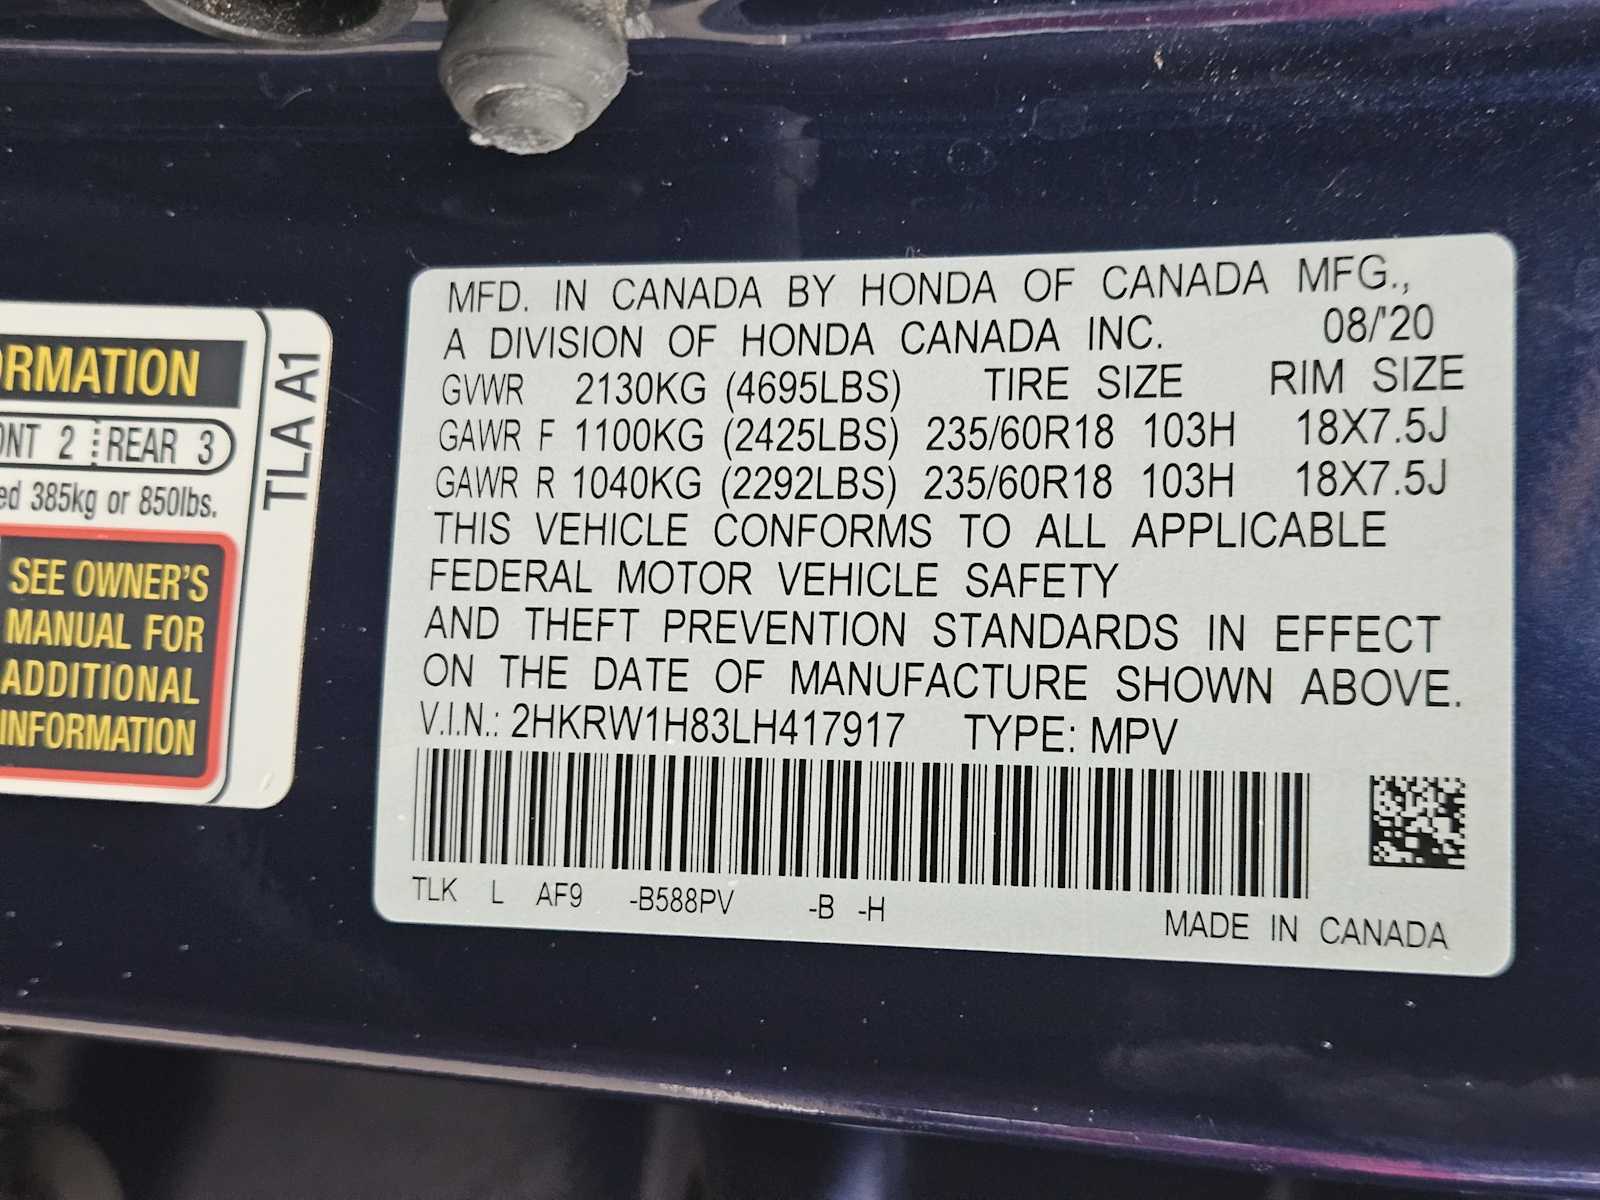 ORMATION
ONT 2 REAR 3
ed 385kg or 850lbs.
SEE OWNER'S
MANUAL FOR
ADDITIONAL
INFORMATION
TLA A1
MFD. IN CANADA BY HONDA OF CANADA MFG.,
A DIVISION OF HONDA CANADA INC. 08/'20
GVWR 2130KG (4695LBS) TIRE SIZE RIM SIZE
GAWR F 1100KG (2425LBS) 235/60R18 103H 18X7.5J
GAWR R 1040KG (2292LBS) 235/60R18 103H 18X7.5J
THIS VEHICLE CONFORMS TO ALL APPLICABLE
FEDERAL MOTOR VEHICLE SAFETY
AND THEFT PREVENTION STANDARDS IN EFFECT
ON THE DATE OF MANUFACTURE SHOWN ABOVE.
V.I.N.: 2HKRW1H83LH417917 TYPE: MPV
TLK L AF9 -B588PV -B -H
MADE IN CANADA